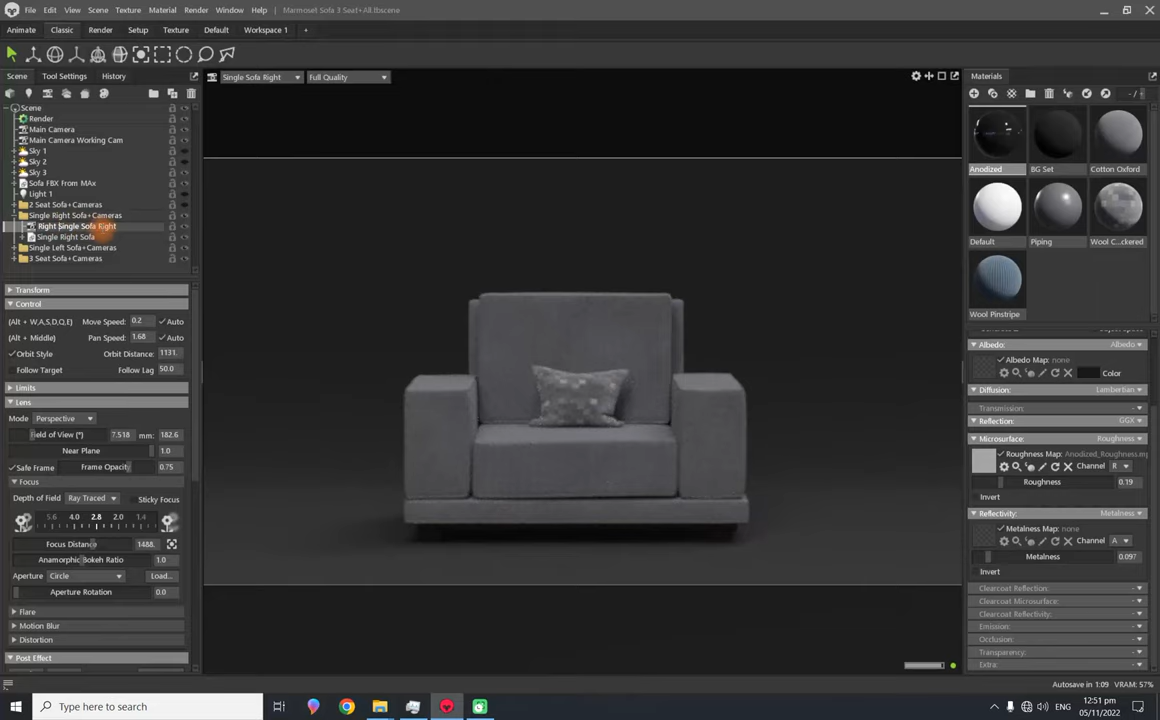 File Edit View Scene Texture Material Render Window Help Marmoset Sofa 3 Seat+All.tbscene
Animate Classic Render Setup Texture Default Workspace 1 +
Scene Tool Settings History
Single Sofa Right Full Quality
Materials
Scene
Render
Main Camera
Main Camera Working Cam
Sky 1
Sky 2
Sky 3
Sofa FBX From MAx
Light 1
2 Seat Sofa+Cameras
Single Right Sofa+Cameras
Right Single Sofa Right
Single Right Sofa
Single Left Sofa+Cameras
3 Seat Sofa+Cameras
Transform
Control
(Alt + W,A,S,D,Q,E) Move Speed: 0.2 Auto
(Alt + Middle) Pan Speed: 1.68 Auto
Orbit Style Orbit Distance: 1131.
Follow Target Follow Lag 50.0
Limits
Lens
Mode Perspective
Field of View (°) 7.518 mm: 182.6
Near Plane 1.0
Safe Frame Frame Opacity 0.75
Focus
Depth of Field Ray Traced Sticky Focus
5.6 4.0 2.8 2.0 1.4
Focus Distance 1488.
Anamorphic Bokeh Ratio 1.0
Aperture Circle Load...
Aperture Rotation 0.0
Flare
Motion Blur
Distortion
Post Effect
Anodized BG Set Cotton Oxford
Default Piping Wool C...ckered
Wool Pinstripe
Albedo: Albedo
Albedo Map: none
Color
Diffusion: Lambertian
Transmission:
Reflection: GGX
Microsurface: Roughness
Roughness Map: Anodized_Roughness.mp
Channel R
Roughness 0.19
Invert
Reflectivity: Metalness
Metalness Map: none
Channel A
Metalness 0.097
Invert
Clearcoat Reflection:
Clearcoat Microsurface:
Clearcoat Reflectivity:
Emission:
Occlusion:
Transparency:
Extra:
Autosave in 1:09 VRAM: 57%
Type here to search
ENG
12:51 pm
05/11/2022